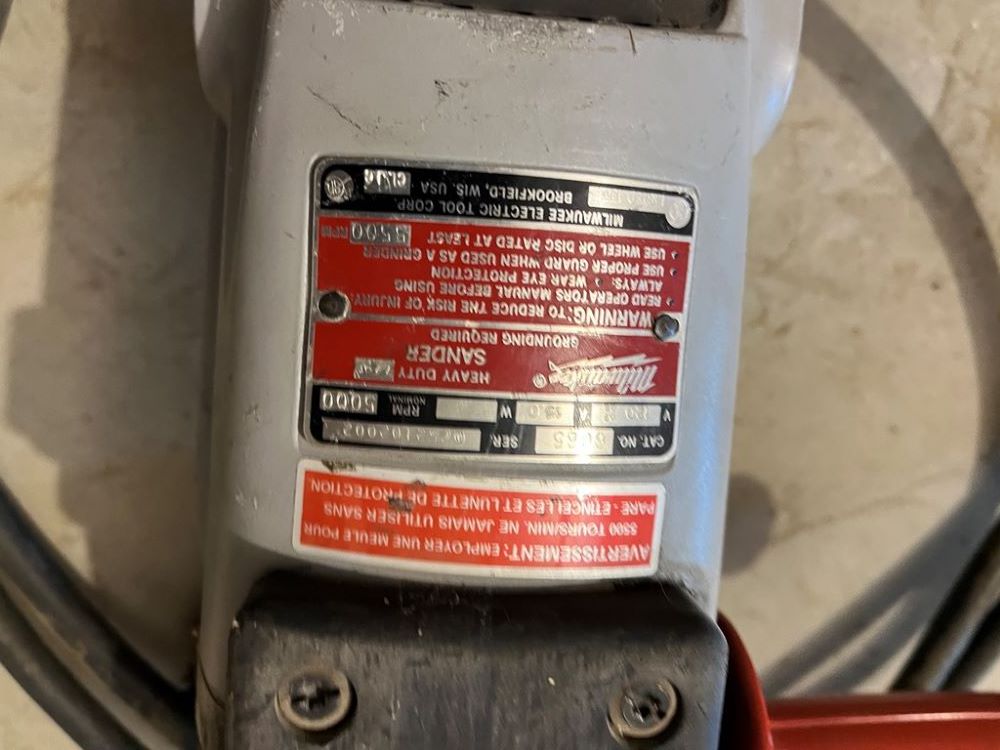 AVERTISSEMENT: EMPLOYER UNE MEULE POUR
5500 TOURS/MIN. NE JAMAIS UTILISER SANS
PARE-ETINCELLES ET LUNETTE DE PROTECTION
CAT. NO. 6065 SER.
V 120 A 15.0 W RPM NOMINAL 5000
Milwaukee ® HEAVY DUTY
SANDER
GROUNDING REQUIRED
WARNING: TO REDUCE THE RISK OF INJURY:
• READ OPERATORS MANUAL BEFORE USING
ALWAYS: • WEAR EYE PROTECTION
• USE PROPER GUARD WHEN USED AS A GRINDER
• USE WHEEL OR DISC RATED AT LEAST 5500 RPM
MILWAUKEE ELECTRIC TOOL CORP.
BROOKFIELD, WIS. USA